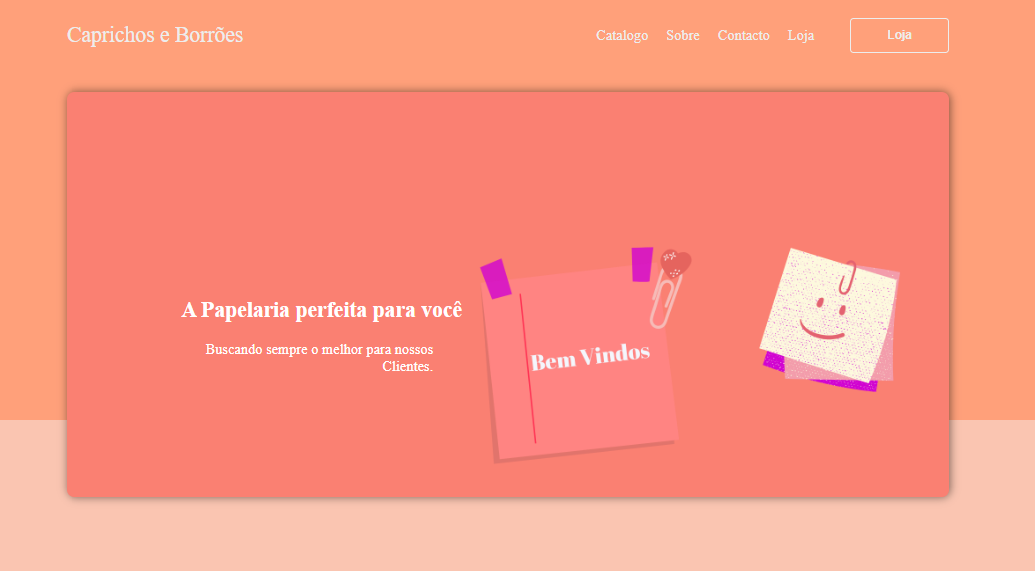 Caprichos e Borrões
Catalogo Sobre Contacto Loja Loja
A Papelaria perfeita para você
Buscando sempre o melhor para nossos
Clientes.
Bem Vindos